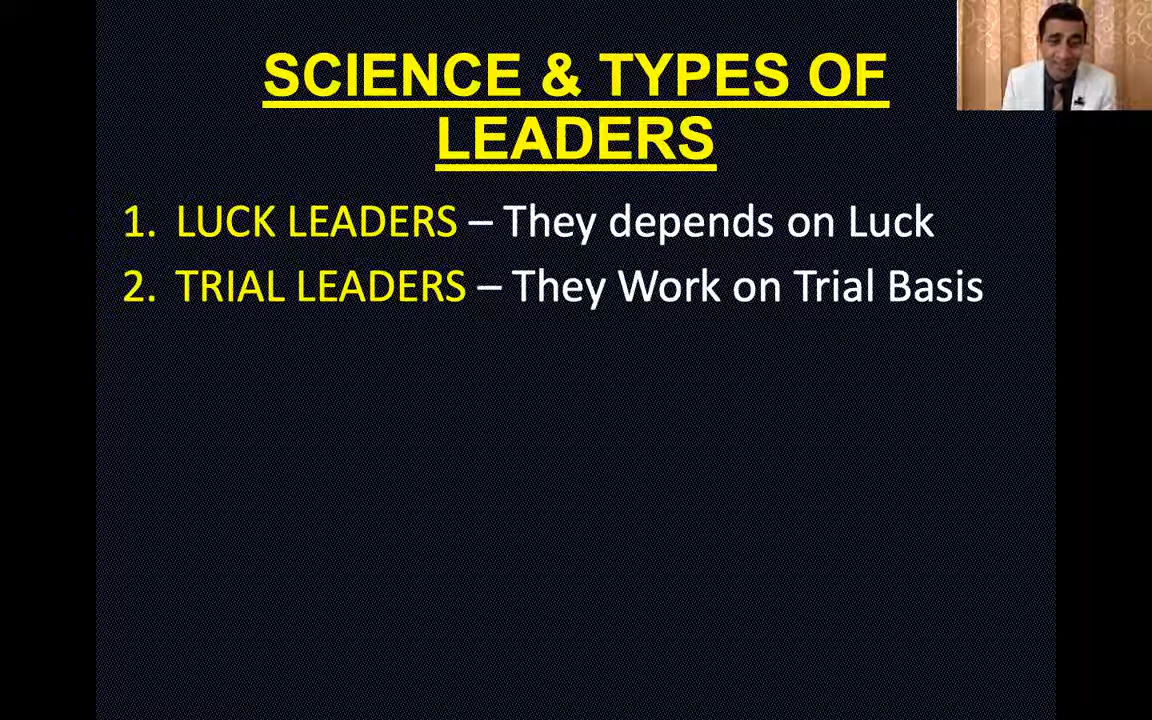 SCIENCE & TYPES OF
LEADERS
1. LUCK LEADERS – They depends on Luck
2. TRIAL LEADERS – They Work on Trial Basis